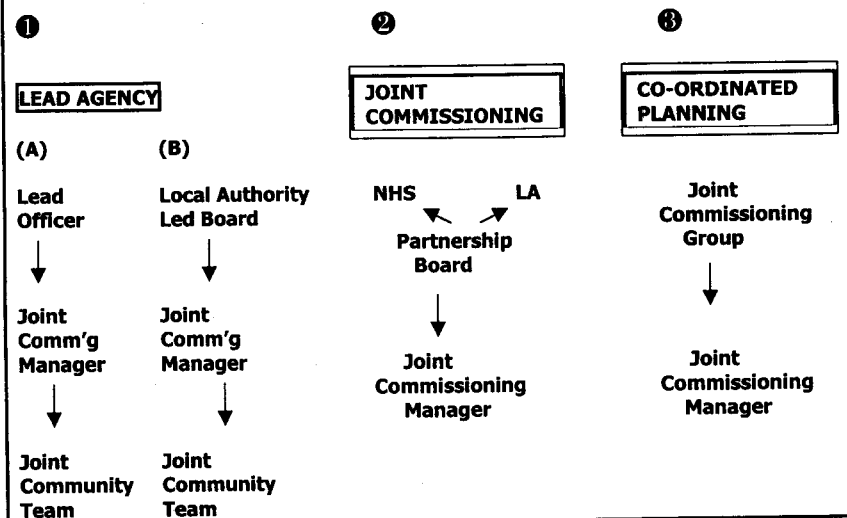 ❶
LEAD AGENCY
(A)
Lead
Officer
Joint
Comm'g
Manager
Joint
Community
Team
(B)
Local Authority
Led Board
Joint
Comm'g
Manager
Joint
Community
Team
❷
JOINT
COMMISSIONING
NHS
LA
Partnership
Board
Joint
Commissioning
Manager
❸
CO-ORDINATED
PLANNING
Joint
Commissioning
Group
Joint
Commissioning
Manager